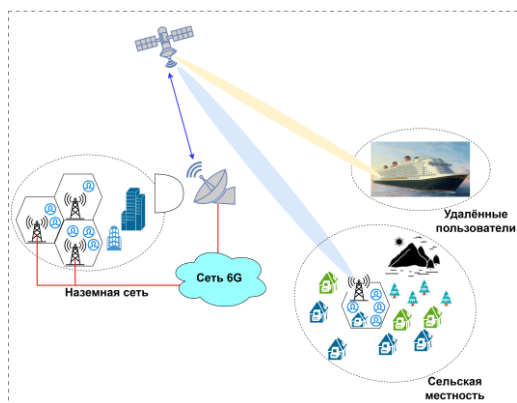 Удалённые
пользователи
Сеть 6G
Наземная сеть
Сельская
местность